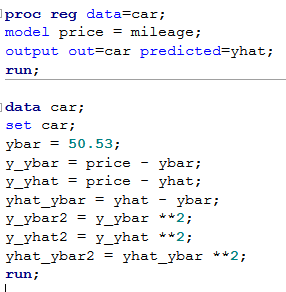 proc reg data=car;
model price = mileage;
output out=car predicted=yhat;
run;
data car;
set car;
ybar = 50.53;
y_ybar = price - ybar;
y_yhat = price - yhat;
yhat_ybar = yhat - ybar;
y_ybar2 = y_ybar **2;
y_yhat2 = y_yhat **2;
yhat_ybar2 = yhat_ybar **2;
run;